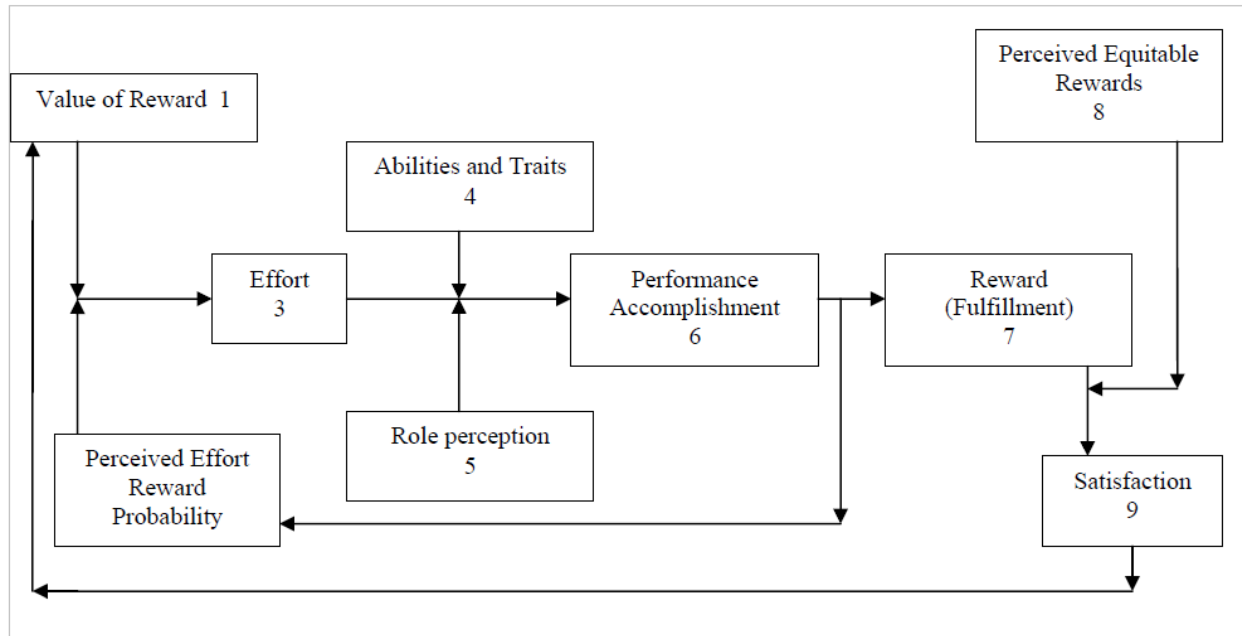 Value of Reward 1
Perceived Equitable
Rewards
8
Abilities and Traits
4
Effort
3
Performance
Accomplishment
6
Reward
(Fulfillment)
7
Role perception
5
Perceived Effort
Reward
Probability
Satisfaction
9